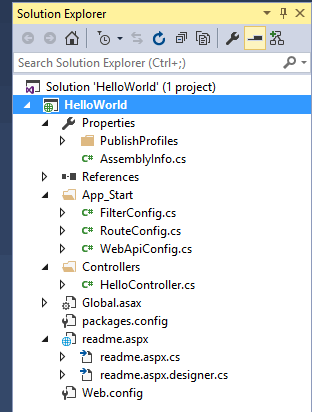 Solution Explorer
Search Solution Explorer (Ctrl+;)
Solution 'HelloWorld' (1 project)
HelloWorld
Properties
PublishProfiles
C# AssemblyInfo.cs
References
App_Start
C# FilterConfig.cs
C# RouteConfig.cs
C# WebApiConfig.cs
Controllers
C# HelloController.cs
Global.asax
packages.config
readme.aspx
readme.aspx.cs
readme.aspx.designer.cs
Web.config